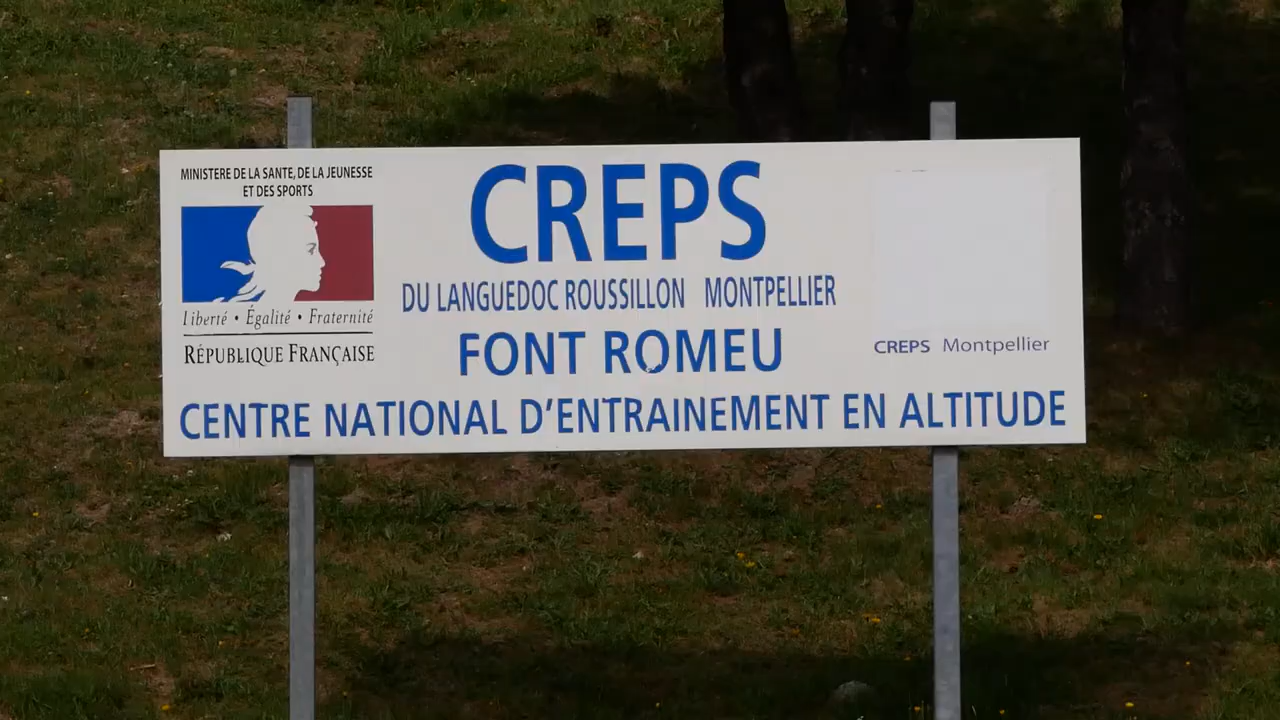 MINISTERE DE LA SANTE, DE LA JEUNESSE
ET DES SPORTS
Liberté • Égalité • Fraternité
RÉPUBLIQUE FRANÇAISE
CREPS
DU LANGUEDOC ROUSSILLON MONTPELLIER
FONT ROMEU
CENTRE NATIONAL D'ENTRAINEMENT EN ALTITUDE
CREPS Montpellier